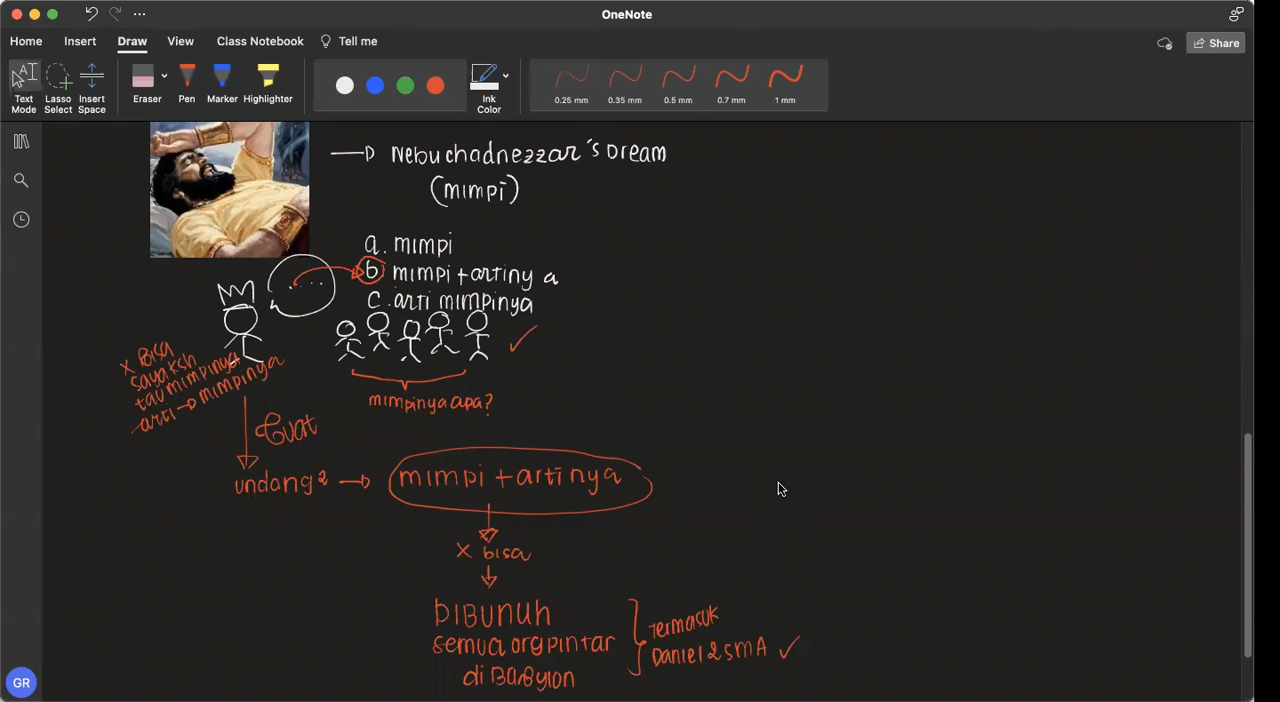 OneNote
Home Insert Draw View Class Notebook Tell me
Share
Text Mode
Lasso Select
Insert Space
Eraser
Pen
Marker
Highlighter
Ink Color
0.25 mm 0.35 mm 0.5 mm 0.7 mm 1 mm
Nebuchadnezzar's Dream
(mimpi)
a. mimpi
b mimpi + artiny a
c. arti mimpinya
x Bisa
tau mimpinya
arti → mimpinya
mimpinya apa?
buat
undang² → mimpi + artinya
x bisa
DIBUNUH
semua org pintar
di Babylon
Termasuk
Daniel 2 SMA ✓
GR